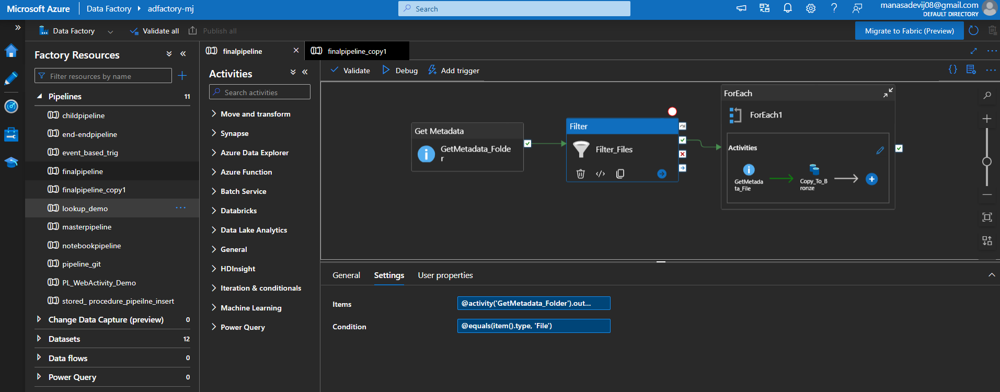 Microsoft Azure
Data Factory
adfactory-mj
Search
manasadevij08@gmail.com
DEFAULT DIRECTORY
Data Factory
Validate all
Publish all
Migrate to Fabric (Preview)
Factory Resources
Filter resources by name
Pipelines 11
childpipeline
end-endpipeline
event_based_trig
finalpipeline
finalpipeline_copy1
lookup_demo
masterpipeline
notebookpipeline
pipeline_git
PL_WebActivity_Demo
stored_ procedure_pipeilne_insert
Change Data Capture (preview) 0
Datasets 12
Data flows 0
Power Query 0
finalpipeline
finalpipeline_copy1
Activities
Search activities
Move and transform
Synapse
Azure Data Explorer
Azure Function
Batch Service
Databricks
Data Lake Analytics
General
HDInsight
Iteration & conditionals
Machine Learning
Power Query
Validate
Debug
Add trigger
Get Metadata
GetMetadata_Folde
r
Filter
Filter_Files
ForEach
ForEach1
Activities
GetMetada
ta_File
Copy_To_B
ronze
General
Settings
User properties
Items
@activity('GetMetadata_Folder').out...
Condition
@equals(item().type, 'File')